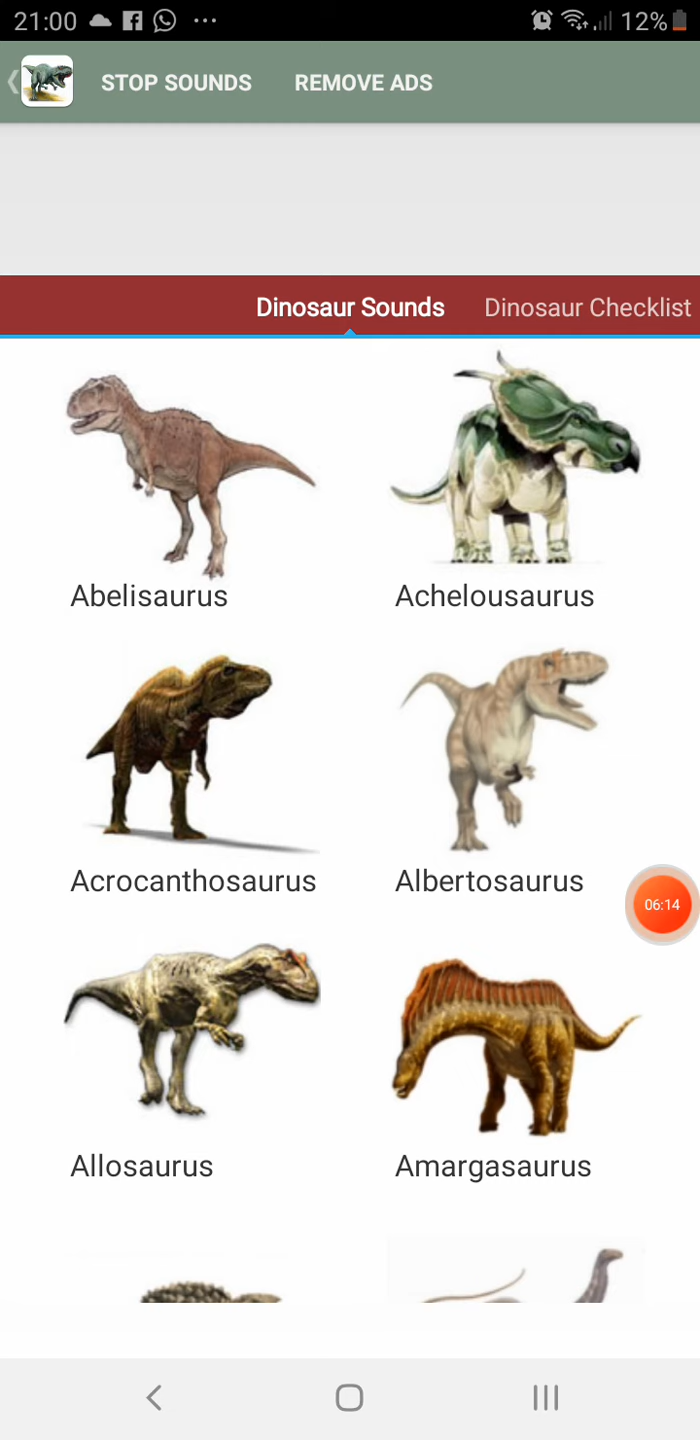 21:00 12%
STOP SOUNDS REMOVE ADS
Dinosaur Sounds Dinosaur Checklist
Abelisaurus Achelousaurus
Acrocanthosaurus Albertosaurus
06:14
Allosaurus Amargasaurus